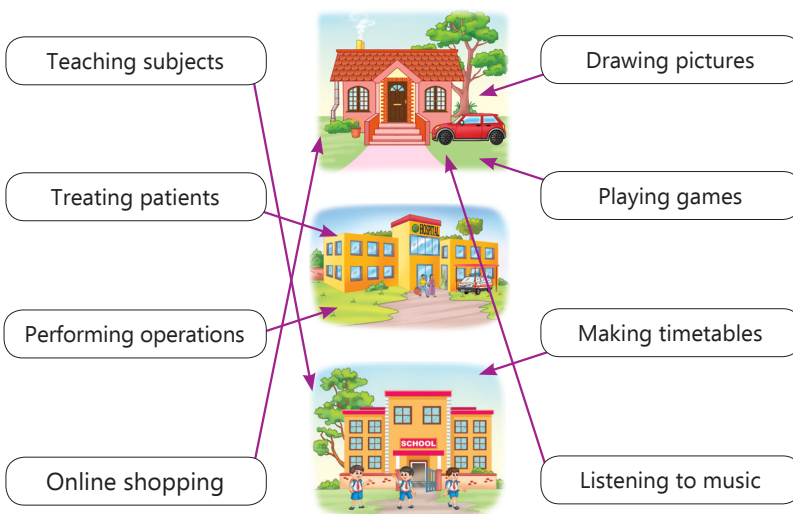 Teaching subjects
Drawing pictures
Treating patients
Playing games
HOSPITAL
Performing operations
Making timetables
SCHOOL
Online shopping
Listening to music